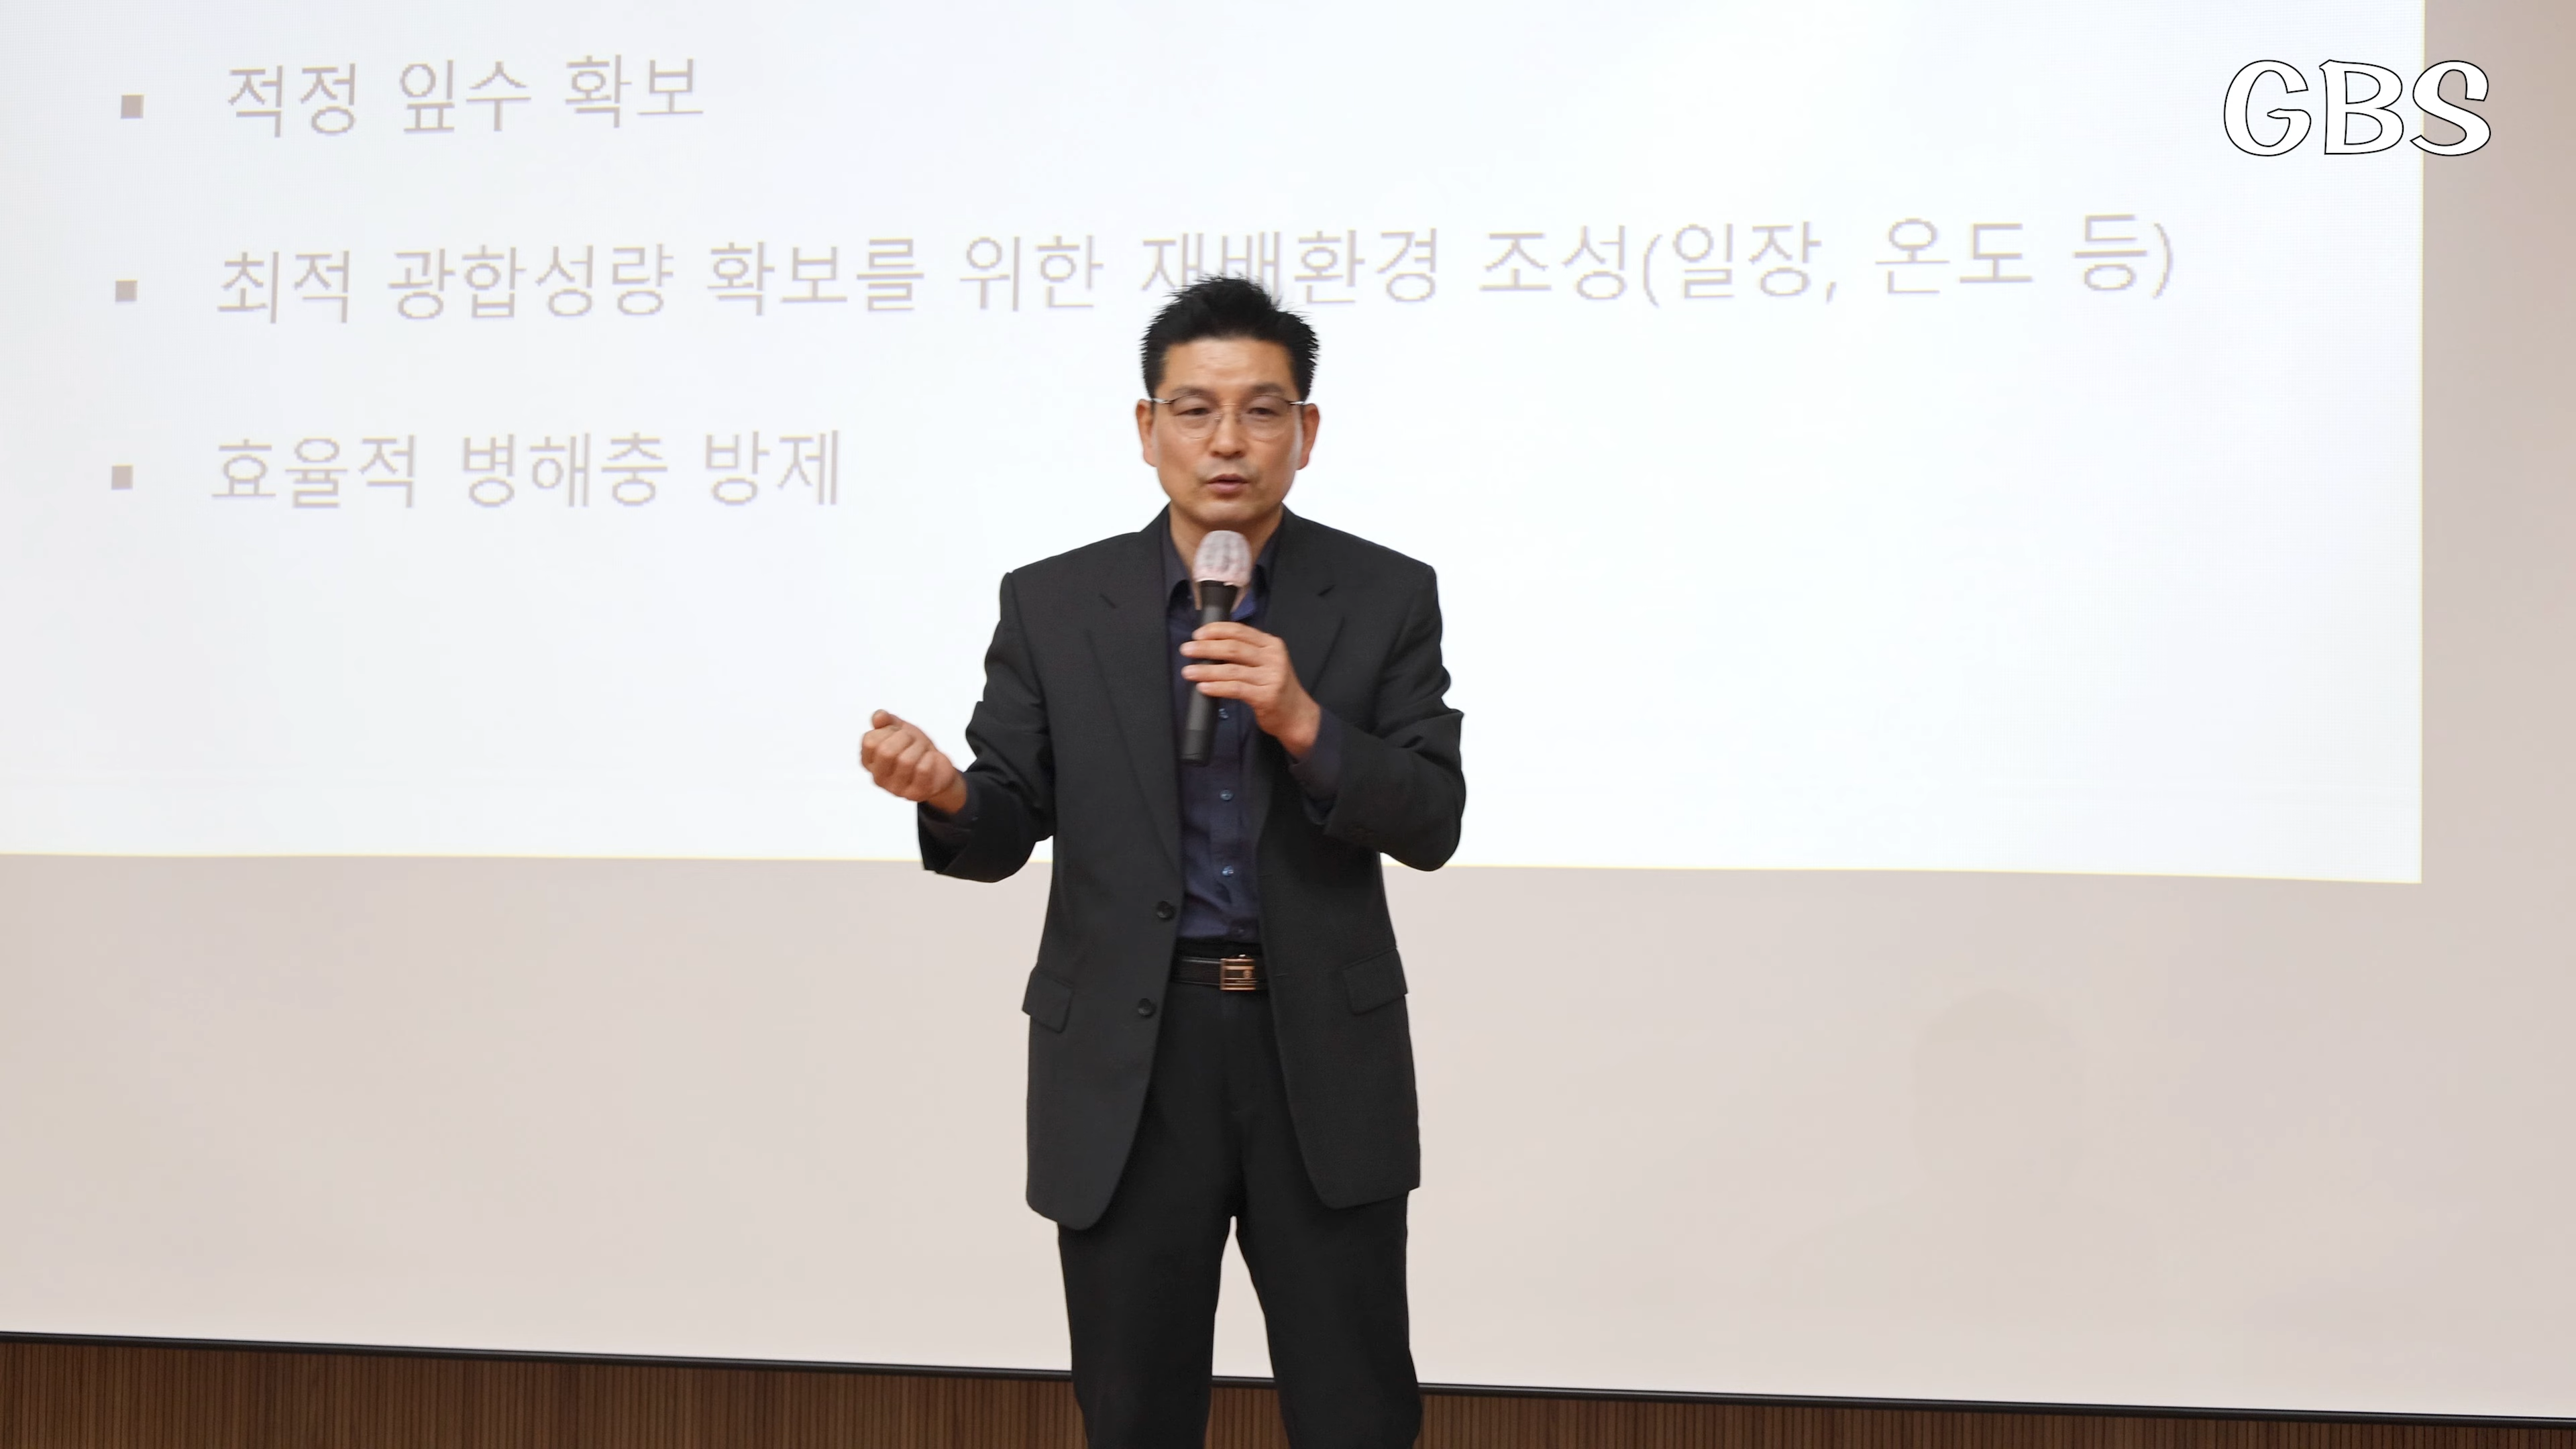 GBS
▪ 적정 잎수 확보
▪ 최적 광합성량 확보를 위한 재배환경 조성(일장, 온도 등)
▪ 효율적 병해충 방제